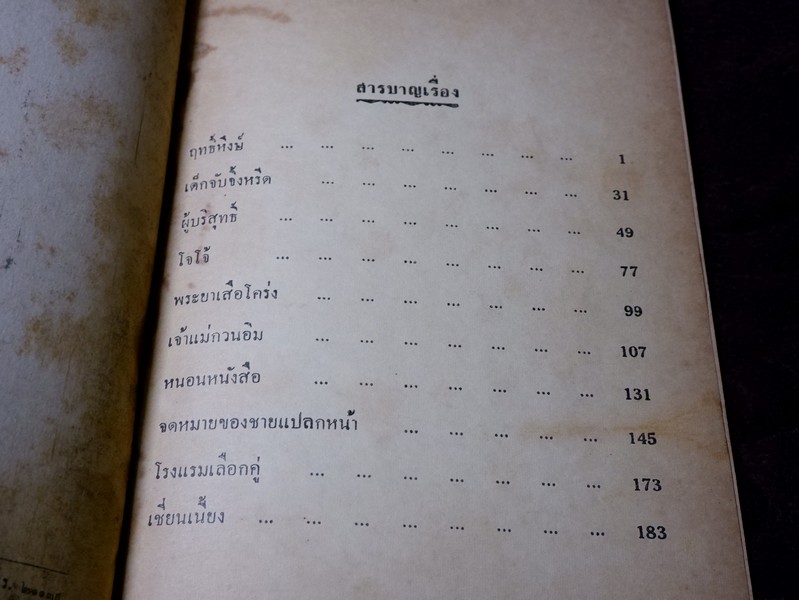 สารบาญเรื่อง
ฤทธิ์หึงษ์ ... ... ... ... ... ... ... ... 1
เด็กจับจิ้งหรีด ... ... ... ... ... ... ... 31
ผู้บริสุทธิ์ ... ... ... ... ... ... ... ... 49
โจโจ้ ... ... ... ... ... ... ... ... 77
พระยาเสือโคร่ง ... ... ... ... ... ... ... 99
เจ้าแม่กวนอิม ... ... ... ... ... ... ... 107
หนอนหนังสือ ... ... ... ... ... ... ... 131
จดหมายของชายแปลกหน้า ... ... ... ... ... 145
โรงแรมเลือกคู่ ... ... ... ... ... ... ... 173
เซี่ยนเนี้ยง ... ... ... ... ... ... ... ... 183